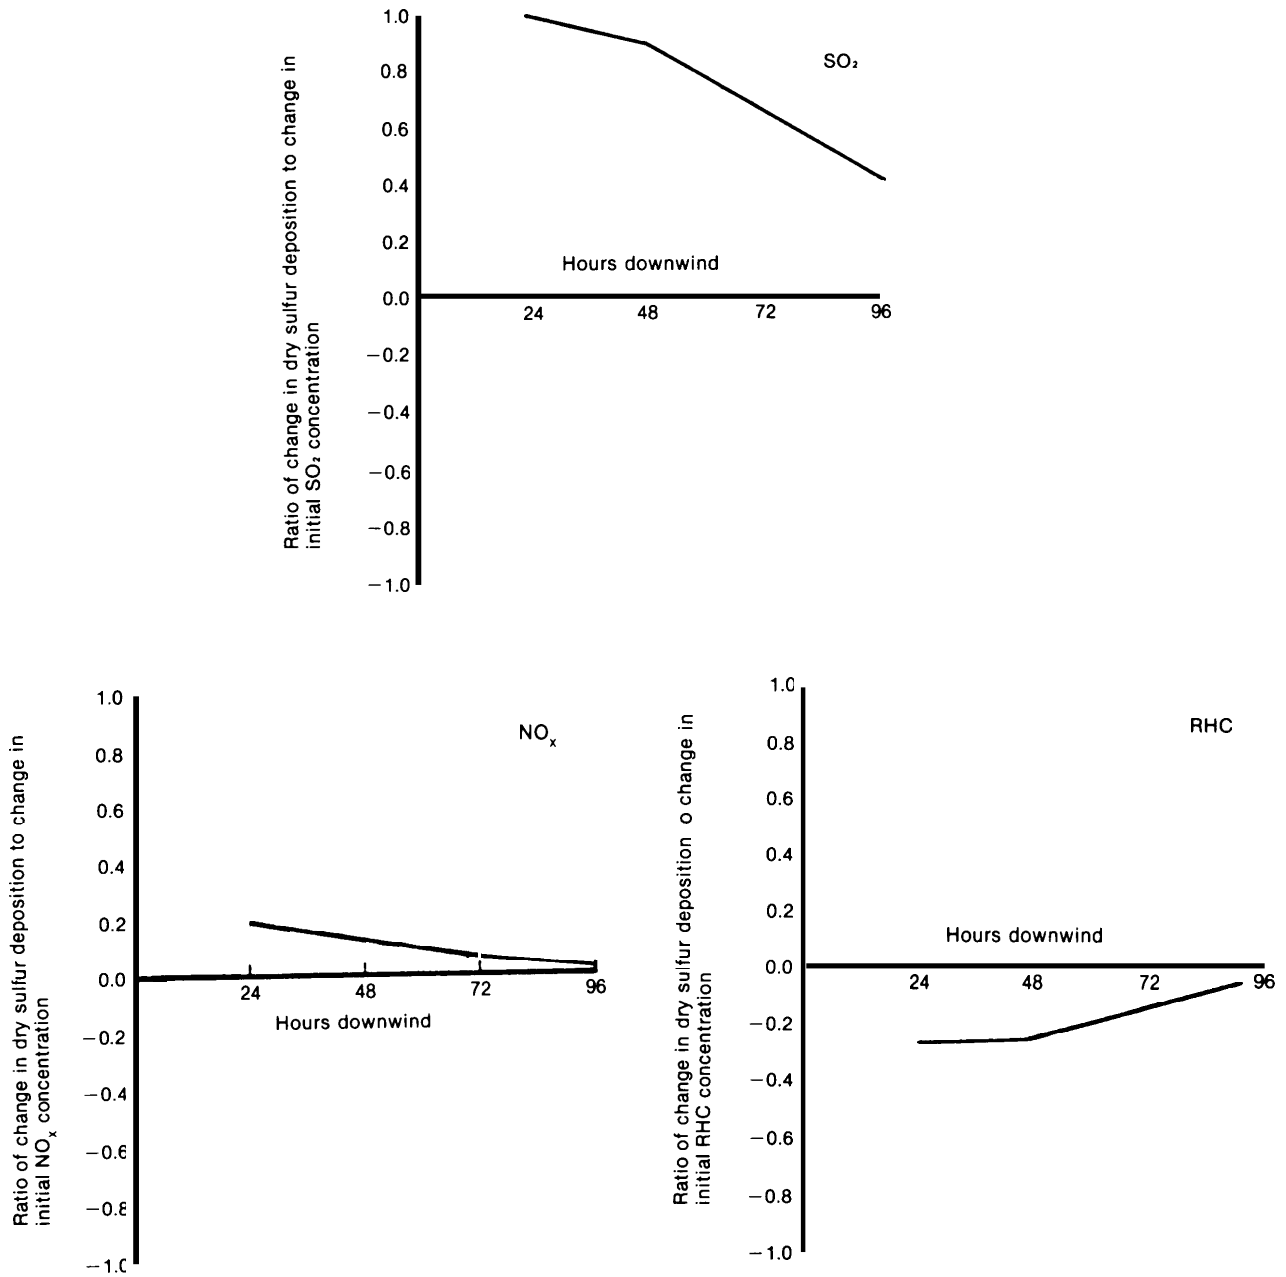 Ratio of change in dry sulfur deposition to change in
initial SO₂ concentration
SO₂
1.0
0.8
0.6
0.4
0.2
0.0
−0.2
−0.4
−0.6
−0.8
−1.0
Hours downwind
24 48 72 96
Ratio of change in dry sulfur deposition to change in
initial NOₓ concentration
NOₓ
1.0
0.8
0.6
0.4
0.2
0.0
−0.2
−0.4
−0.6
−0.8
−1.0
24 48 72 96
Hours downwind
Ratio of change in dry sulfur deposition o change in
initial RHC concentration
RHC
1.0
0.8
0.6
0.4
0.2
0.0
−0.2
−0.4
−0.6
−0.8
−1.0
Hours downwind
24 48 72 96